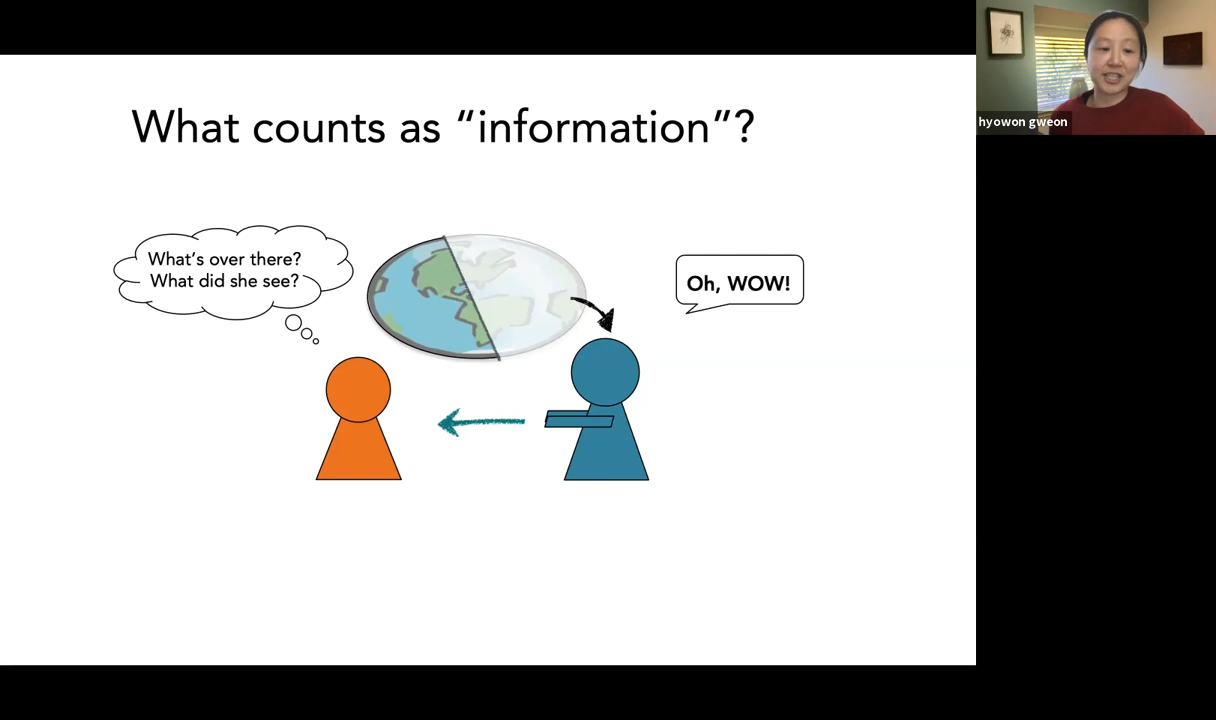 What counts as “information”?
What's over there?
What did she see?
Oh, WOW!
hyowon gweon